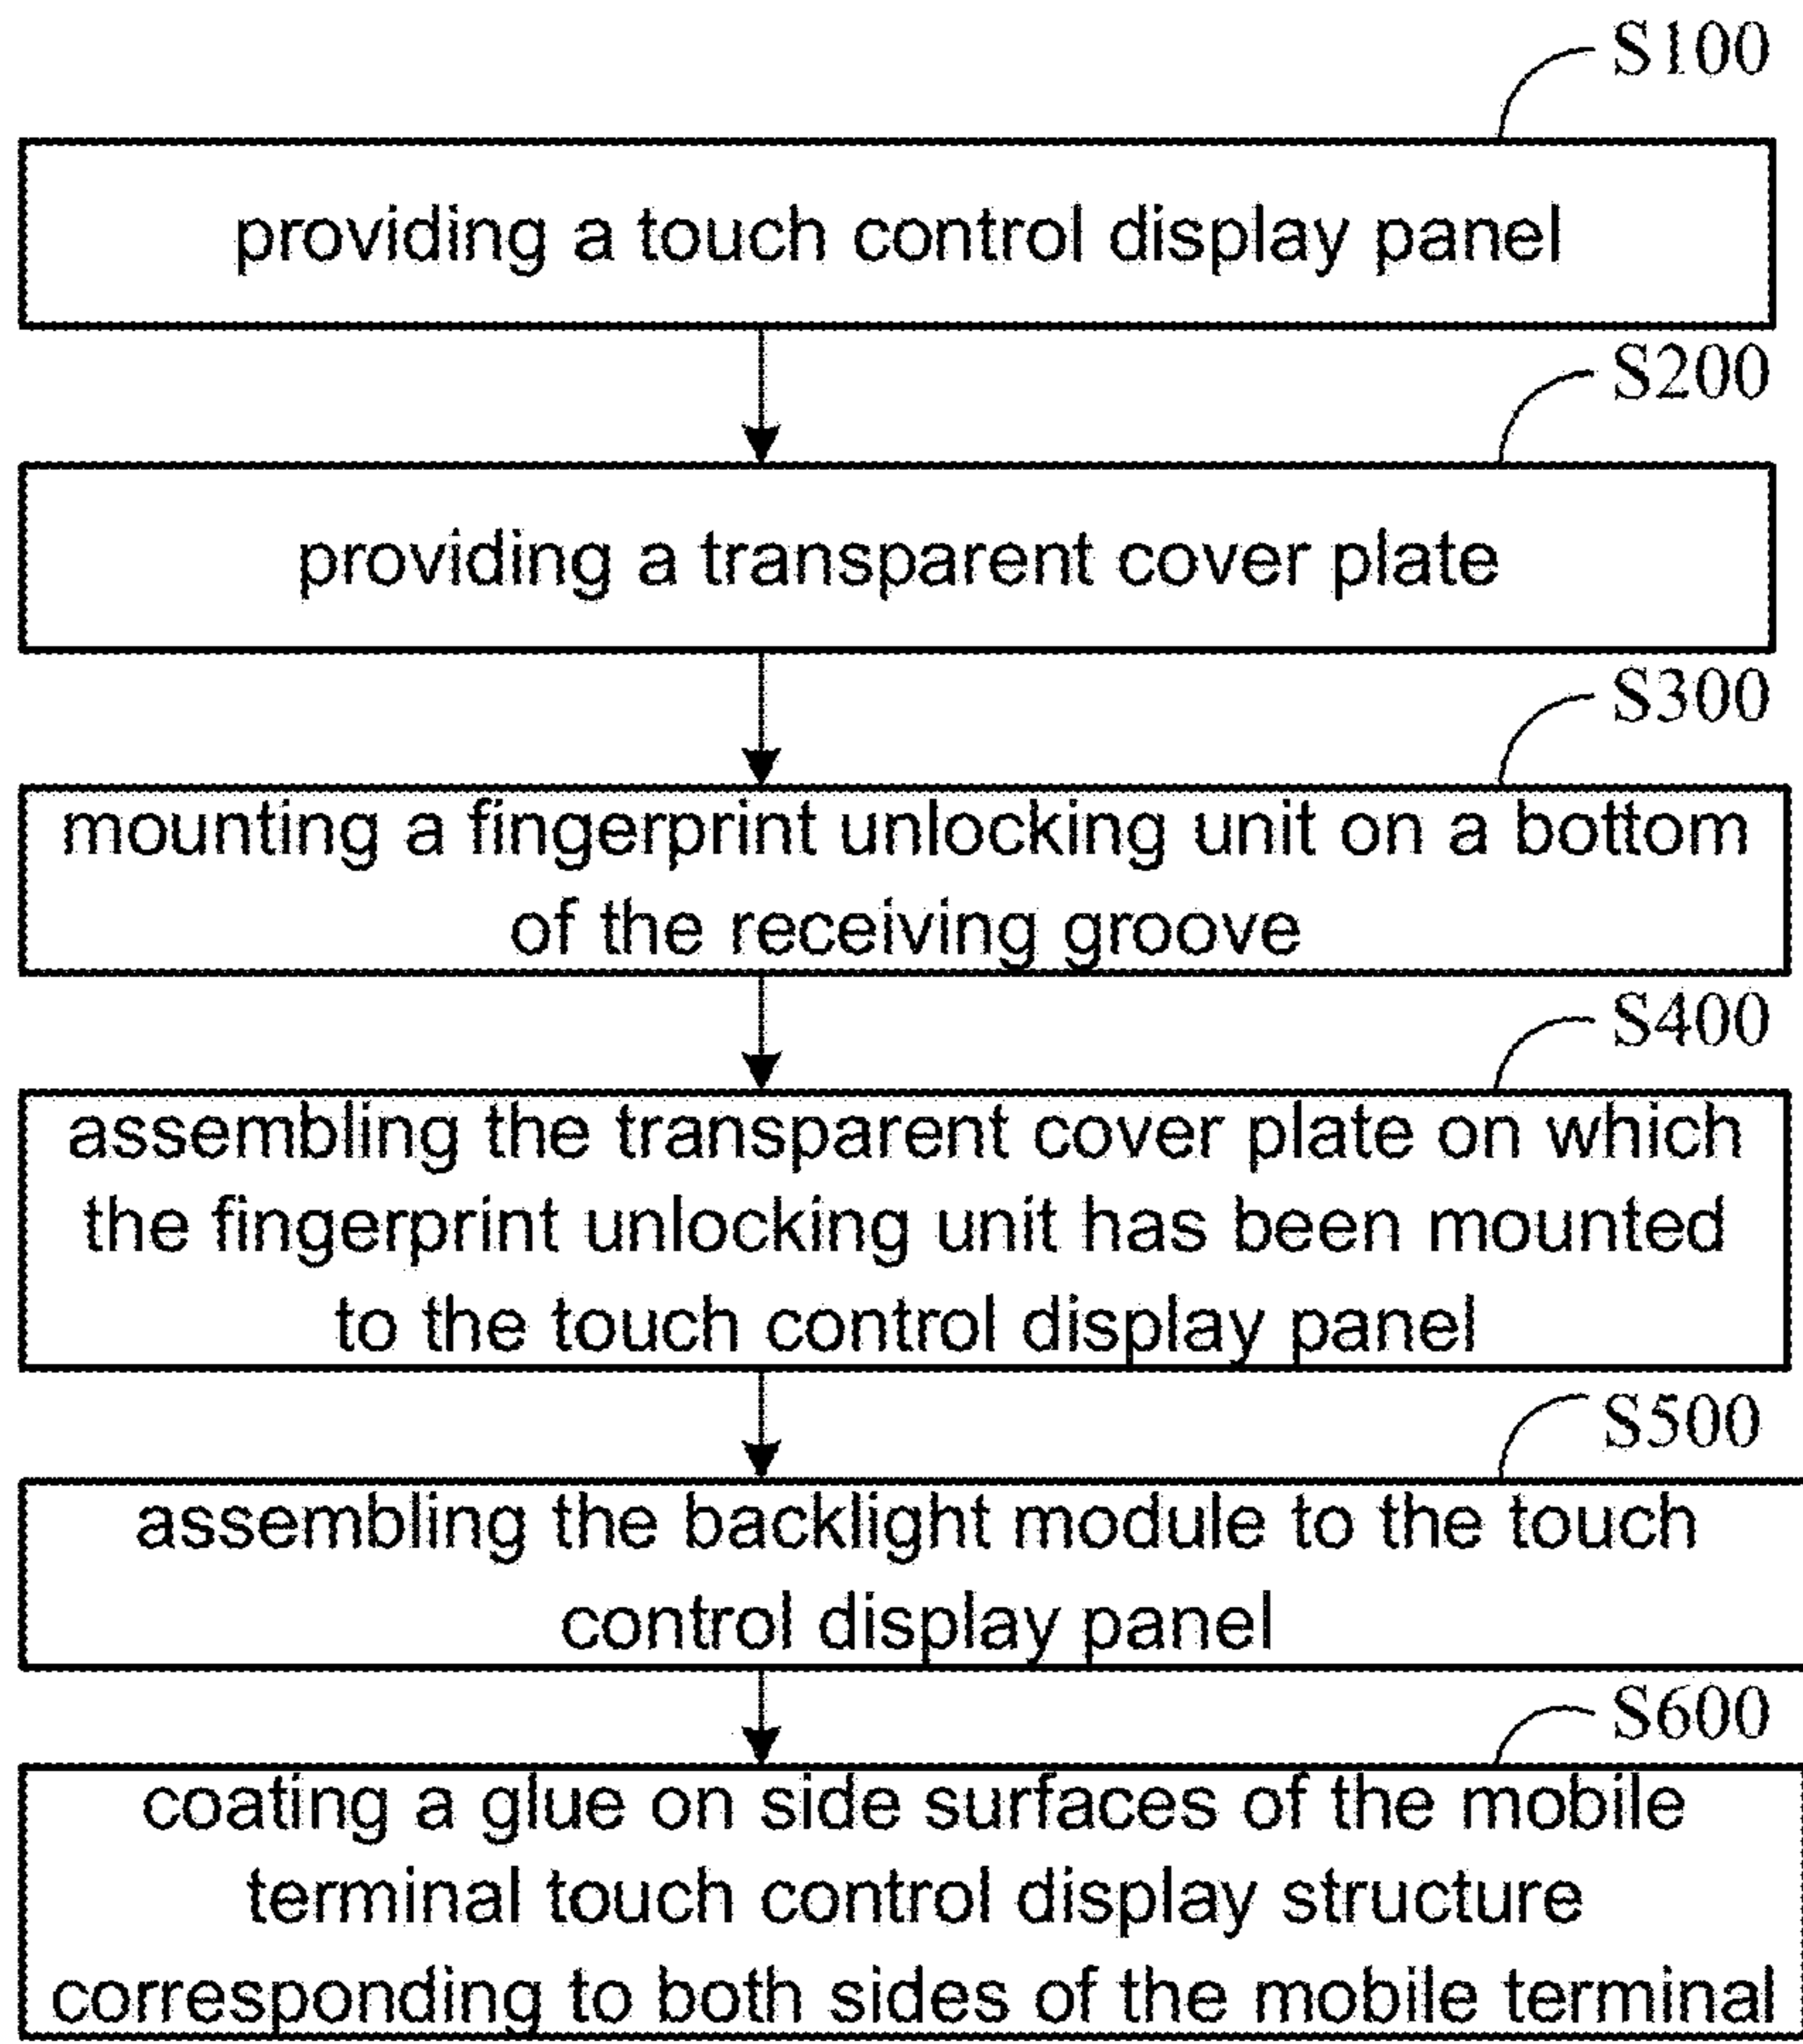 S100
providing a touch control display panel
S200
providing a transparent cover plate
S300
mounting a fingerprint unlocking unit on a bottom
of the receiving groove
S400
assembling the transparent cover plate on which
the fingerprint unlocking unit has been mounted
to the touch control display panel
S500
assembling the backlight module to the touch
control display panel
S600
coating a glue on side surfaces of the mobile
terminal touch control display structure
corresponding to both sides of the mobile terminal